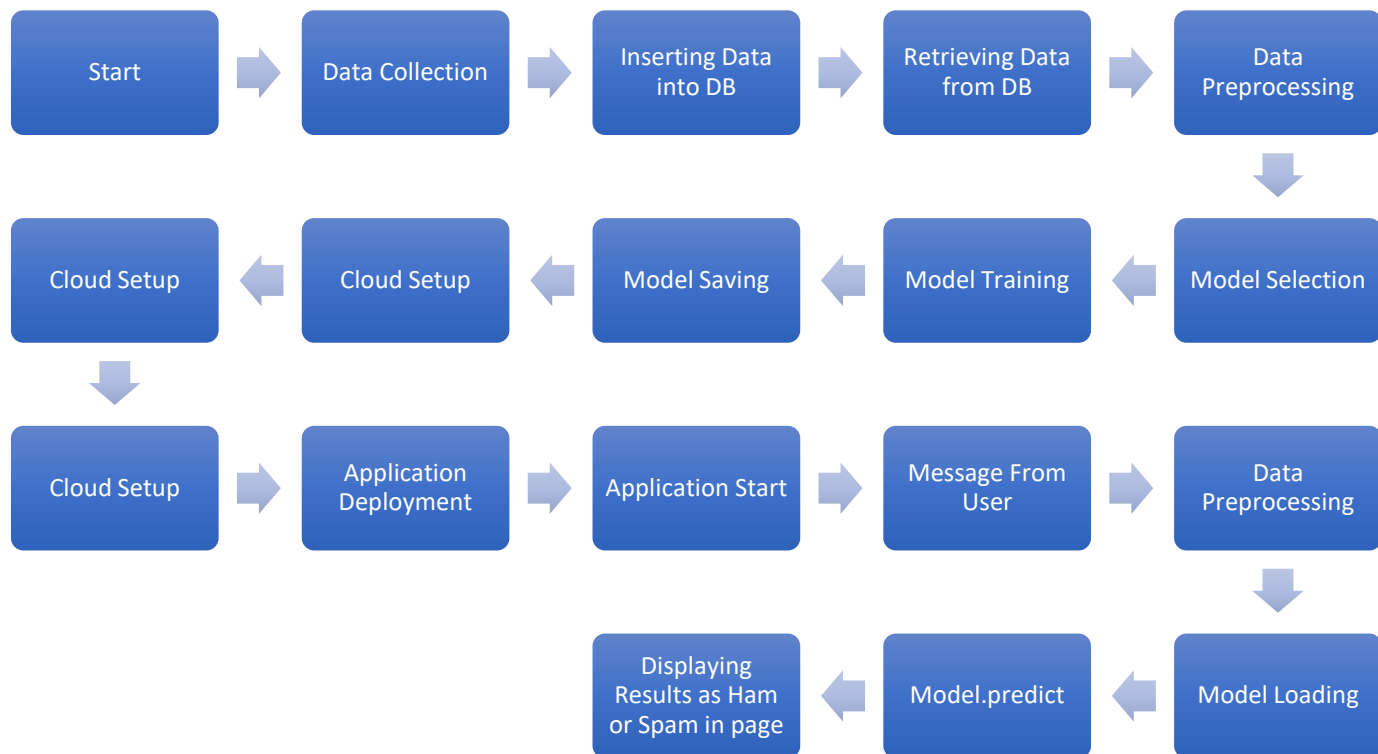 Start
Data Collection
Inserting Data
into DB
Retrieving Data
from DB
Data
Preprocessing
Model Selection
Model Training
Model Saving
Cloud Setup
Cloud Setup
Cloud Setup
Application
Deployment
Application Start
Message From
User
Data
Preprocessing
Model Loading
Model.predict
Displaying
Results as Ham
or Spam in page